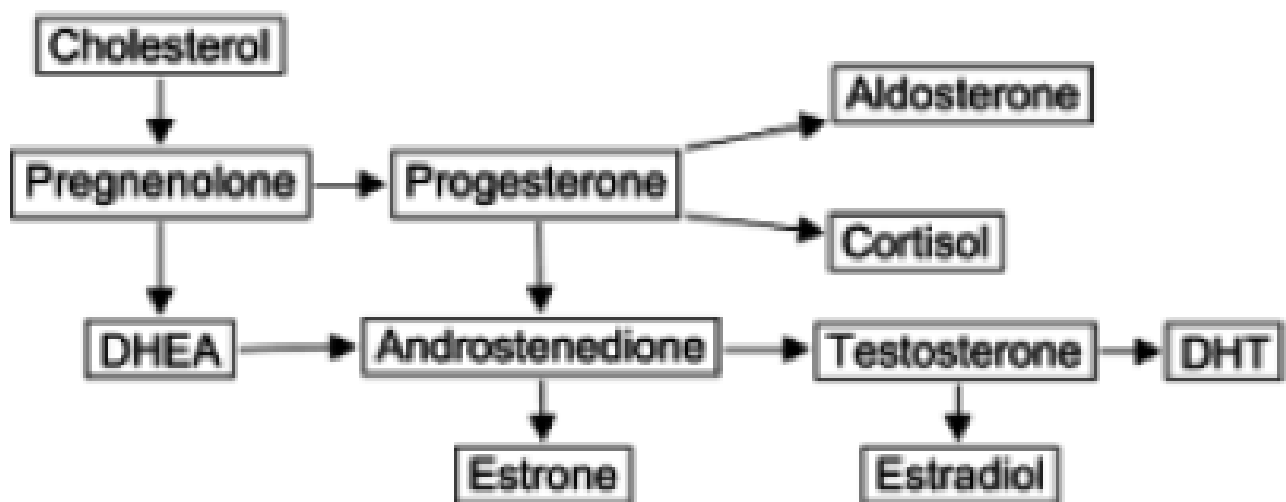 Cholesterol
Aldosterone
Pregnenolone
Progesterone
Cortisol
DHEA
Androstenedione
Testosterone
DHT
Estrone
Estradiol